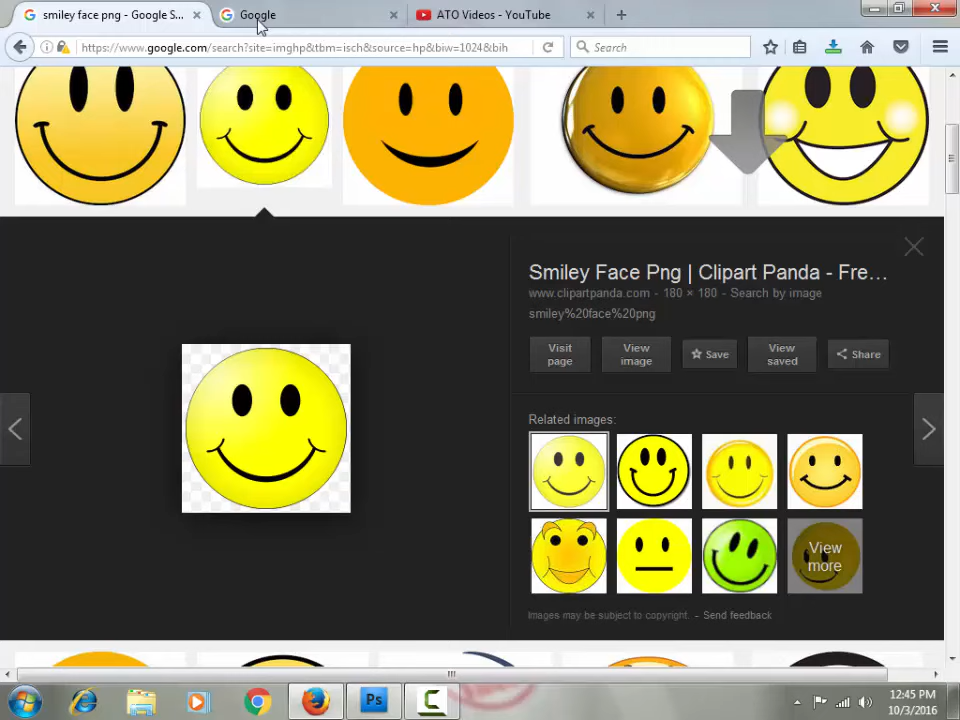 smiley face png - Google S...
Google
ATO Videos - YouTube
https://www.google.com/search?site=imghp&tbm=isch&source=hp&biw=1024&bih
Search
Smiley Face Png | Clipart Panda - Fre...
www.clipartpanda.com - 180 × 180 - Search by image
smiley%20face%20png
Visit page
View image
Save
View saved
Share
Related images:
View more
Images may be subject to copyright. - Send feedback
Ps
12:45 PM
10/3/2016